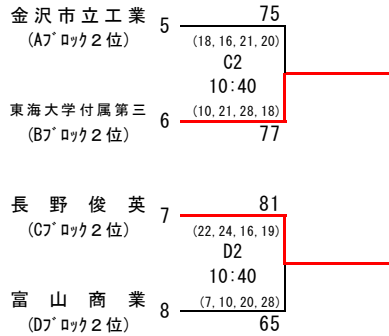 金沢市立工業 5 75
(Aブロック２位) (18, 16, 21, 20)
C2
10:40
東海大学付属第三 6 (10, 21, 28, 18)
(Bブロック２位) 77
長野俊英 7 81
(Cブロック２位) (22, 24, 16, 19)
D2
10:40
富山商業 8 (7, 10, 20, 28)
(Dブロック２位) 65